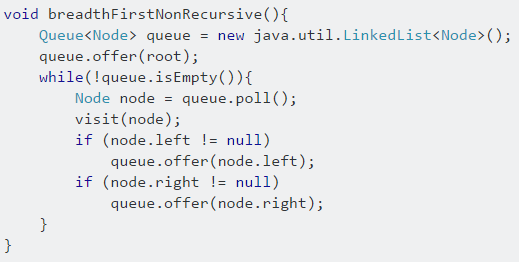 void breadthFirstNonRecursive(){
    Queue<Node> queue = new java.util.LinkedList<Node>();
    queue.offer(root);
    while(!queue.isEmpty()){
        Node node = queue.poll();
        visit(node);
        if (node.left != null)
            queue.offer(node.left);
        if (node.right != null)
            queue.offer(node.right);
    }
}